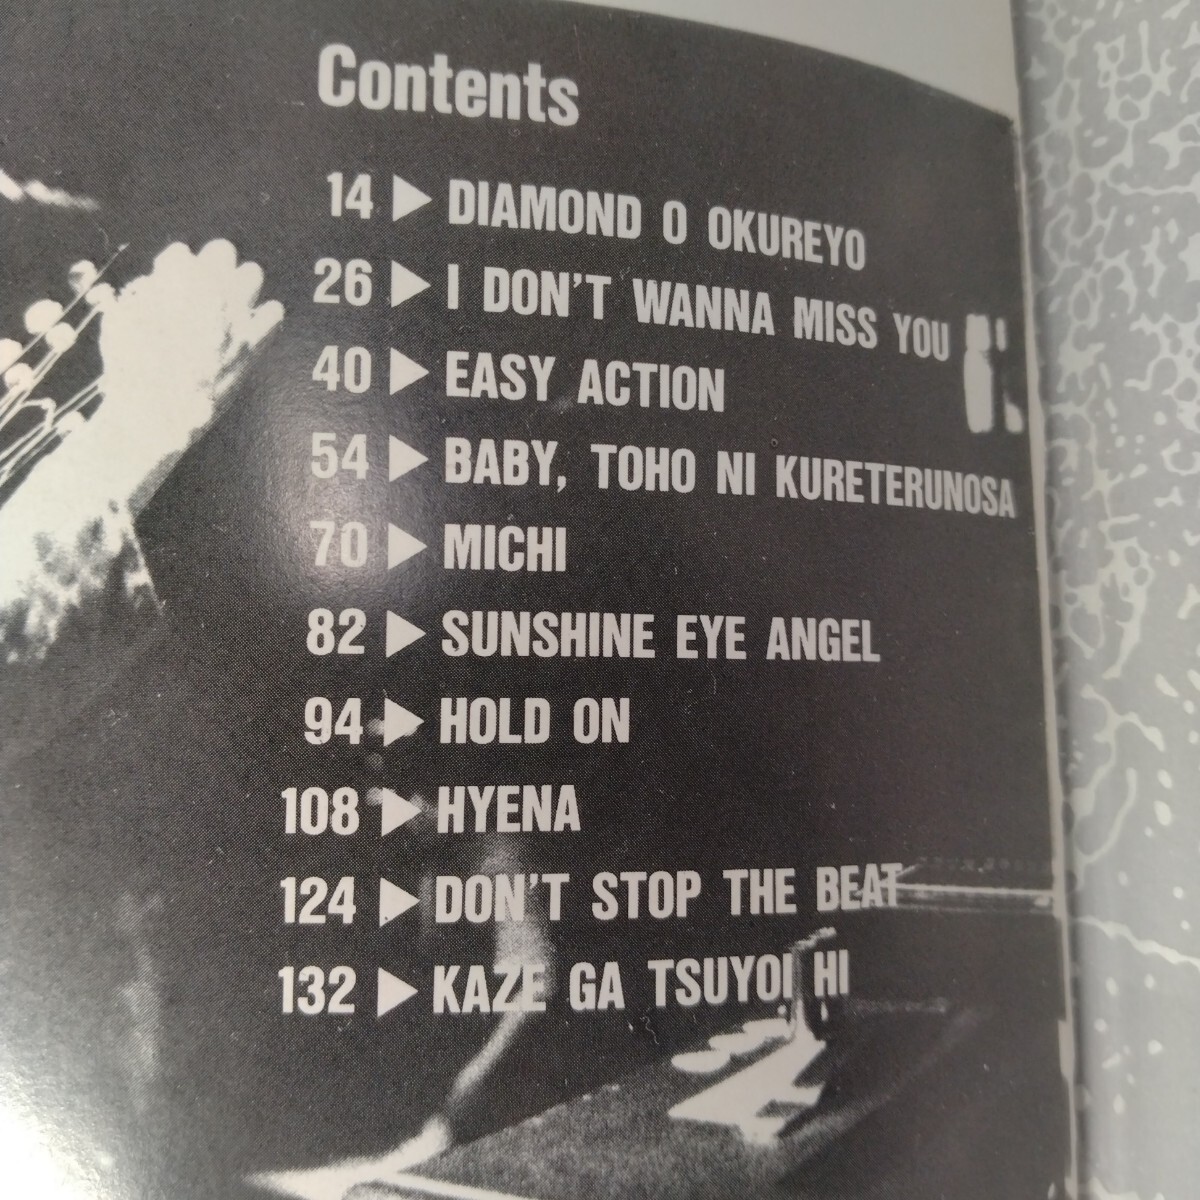 Contents
14 ▶ DIAMOND O OKUREYO
26 ▶ I DON'T WANNA MISS YOU
40 ▶ EASY ACTION
54 ▶ BABY, TOHO NI KURETERUNOSA
70 ▶ MICHI
82 ▶ SUNSHINE EYE ANGEL
94 ▶ HOLD ON
108 ▶ HYENA
124 ▶ DON'T STOP THE BEAT
132 ▶ KAZE GA TSUYOI HI